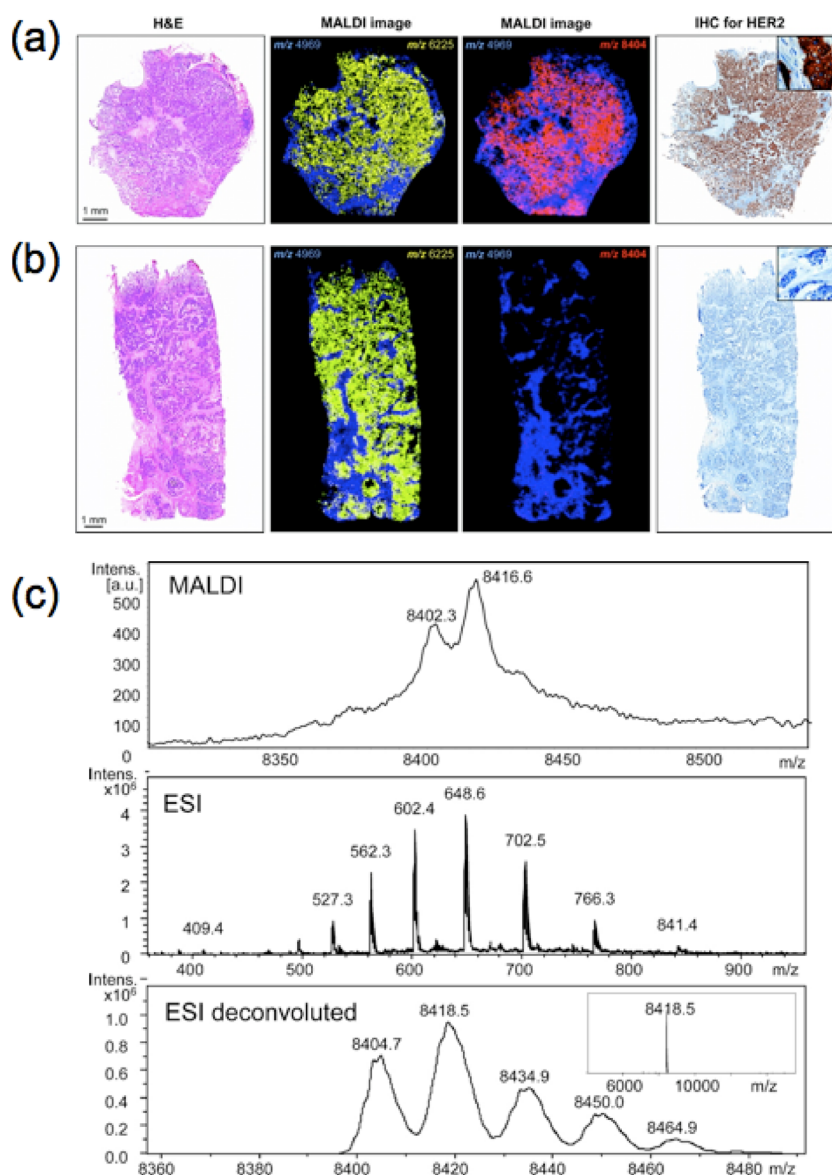 (a)
H&E
MALDI image
MALDI image
IHC for HER2
m/z 4969
m/z 6225
m/z 4969
m/z 8404
1 mm
(b)
m/z 4969
m/z 6225
m/z 4969
m/z 8404
1 mm
(c)
Intens.
[a.u.]
MALDI
8416.6
8402.3
500
400
300
200
100
0
8350
8400
8450
8500
m/z
Intens.
x10⁶
ESI
648.6
602.4
702.5
562.3
527.3
766.3
409.4
841.4
4
3
2
1
0
400
500
600
700
800
900
m/z
Intens.
x10⁶
ESI deconvoluted
8418.5
8404.7
8434.9
8450.0
8464.9
8418.5
6000
10000
m/z
1.0
0.8
0.6
0.4
0.2
0.0
8360
8380
8400
8420
8440
8460
8480
m/z